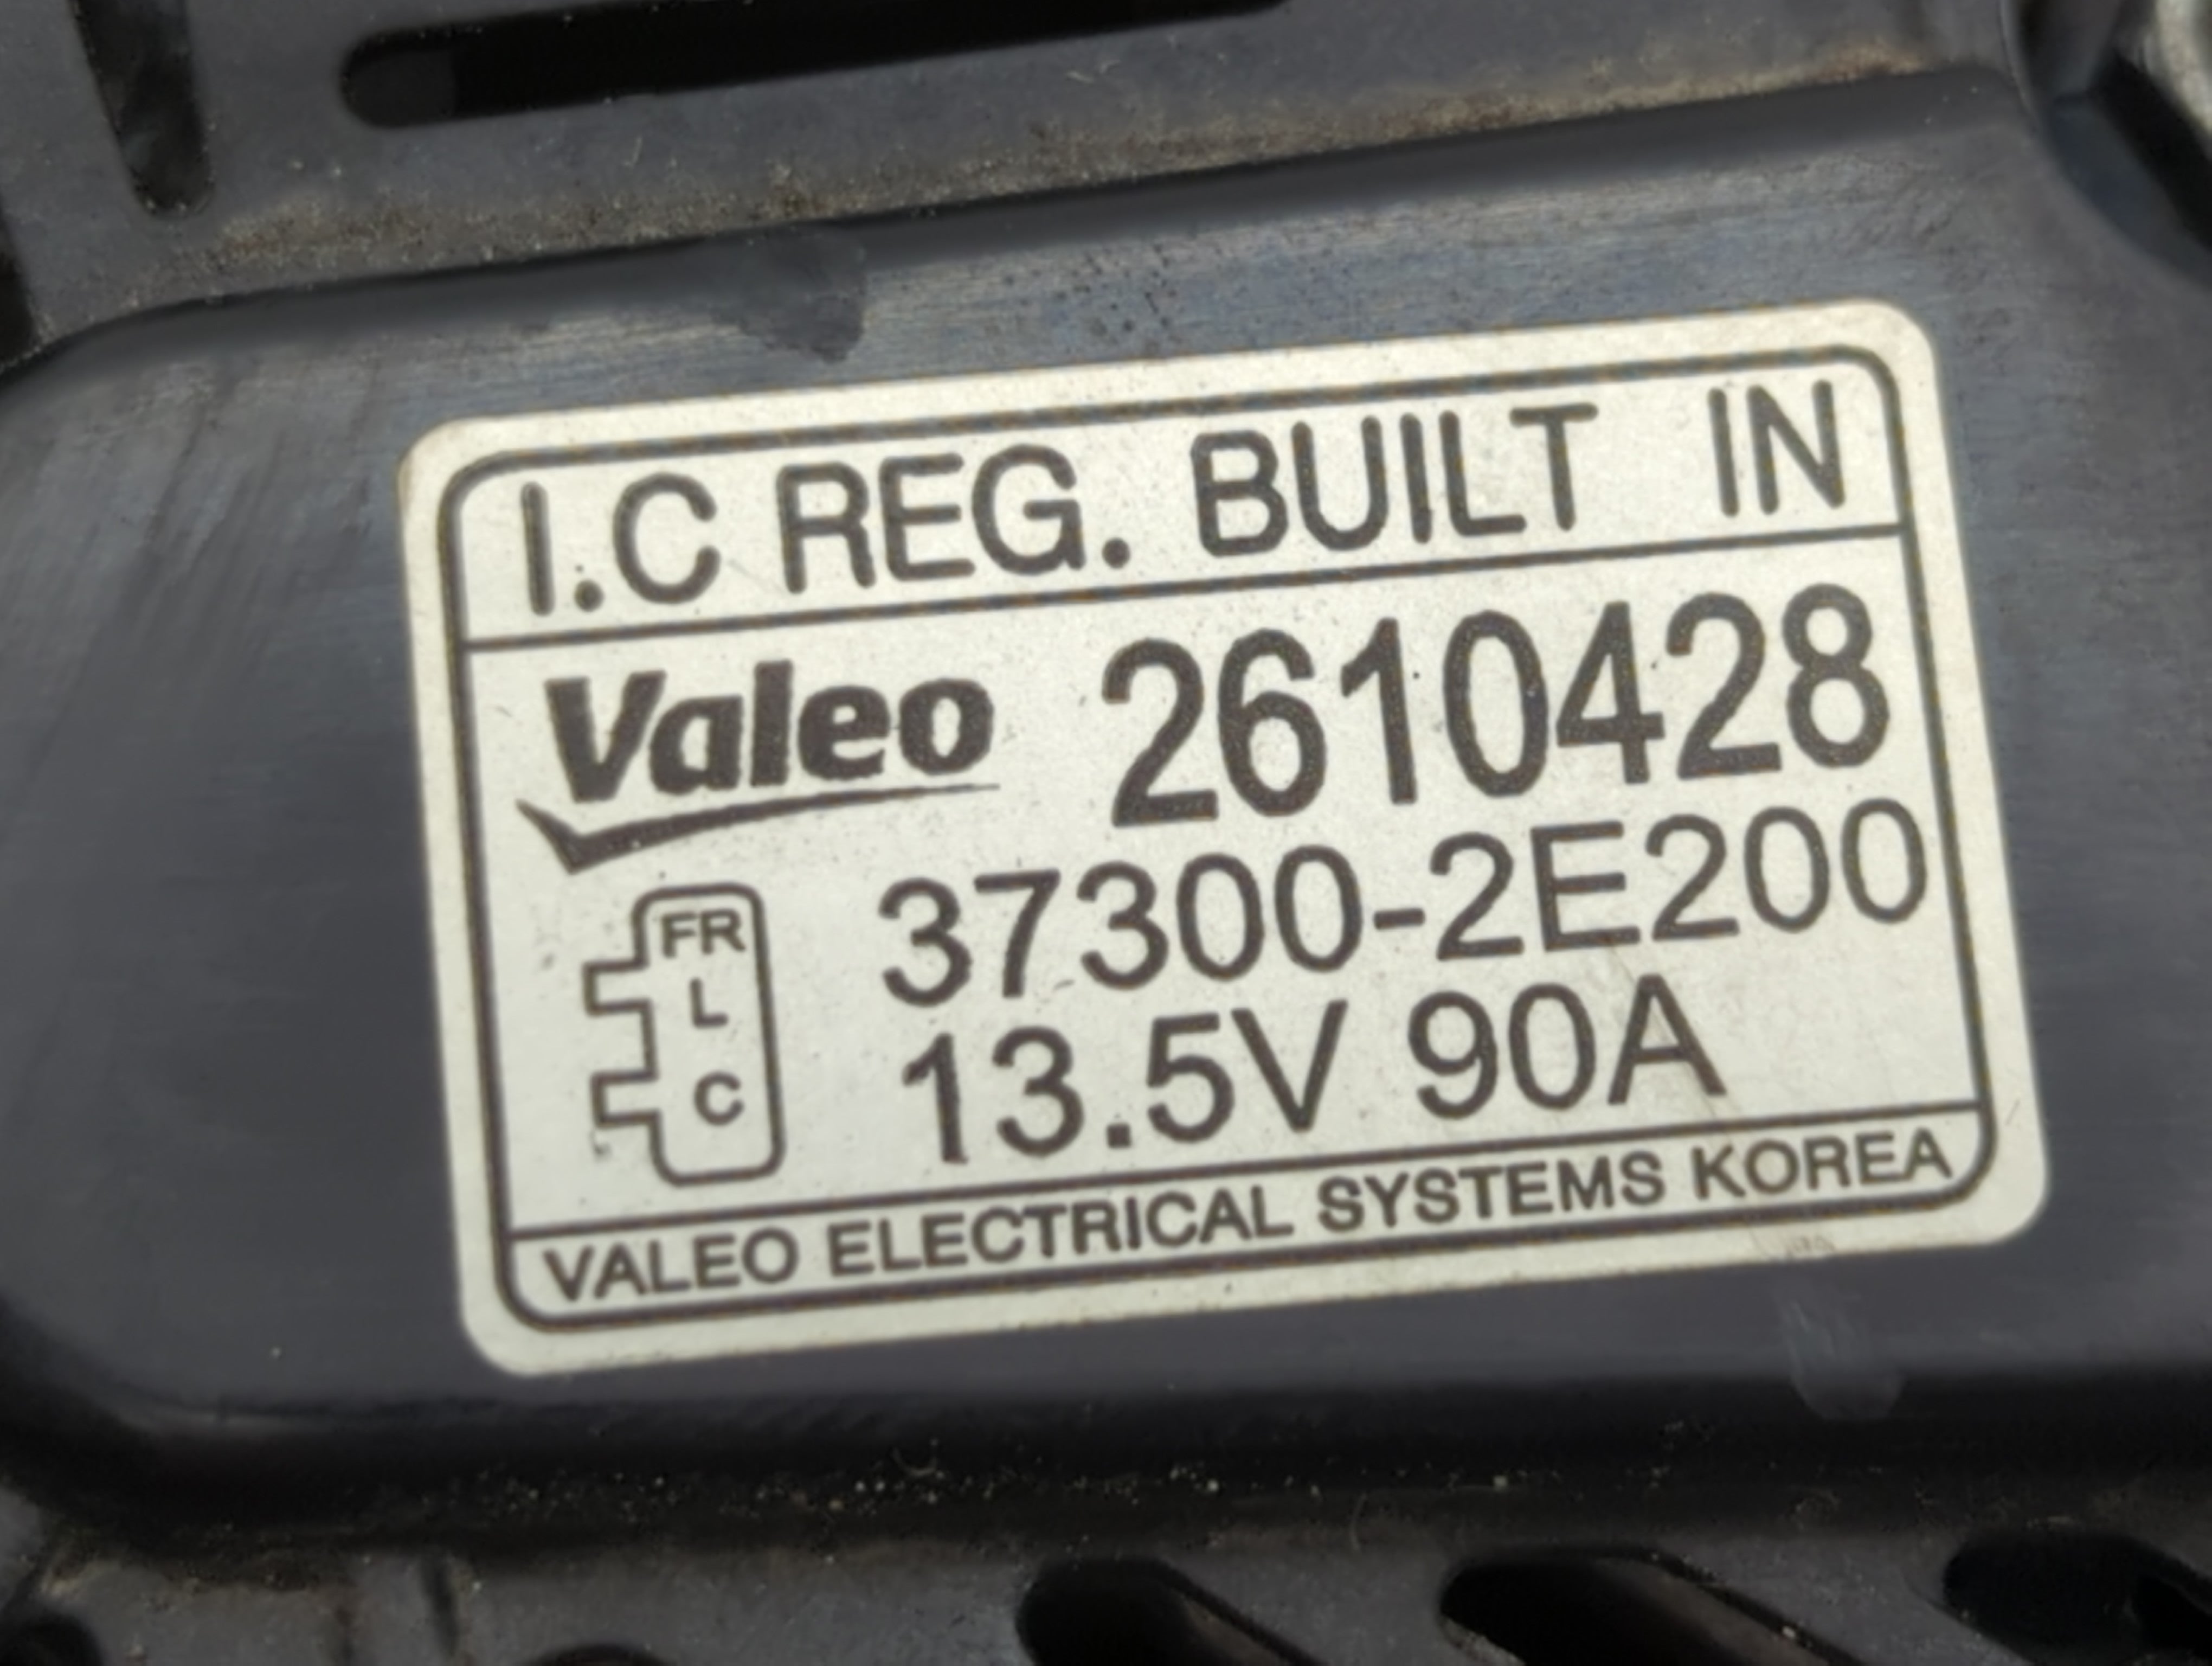 I.C REG. BUILT IN
Valeo 2610428
FR
L
C
37300-2E200
13.5V 90A
VALEO ELECTRICAL SYSTEMS KOREA